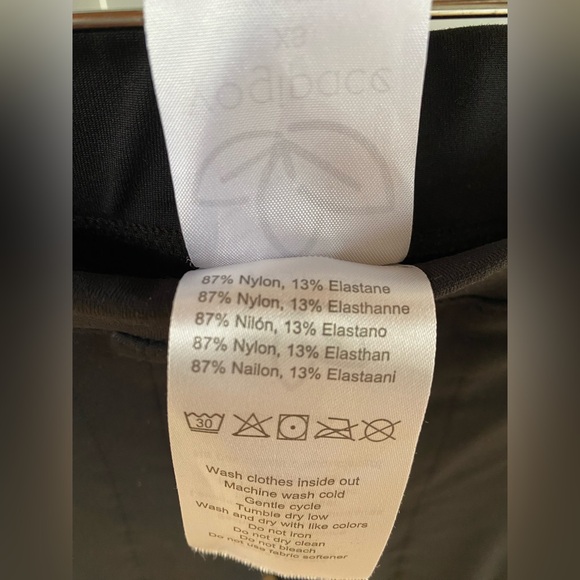 XS
Yogipace
87% Nylon, 13% Elastane
87% Nylon, 13% Elasthanne
87% Nilón, 13% Elastano
87% Nylon, 13% Elasthan
87% Nailon, 13% Elastaani
30
Wash clothes inside out
Machine wash cold
Gentle cycle
Tumble dry low
Wash and dry with like colors
Do not iron
Do not dry clean
Do not bleach
Do not use fabric softener